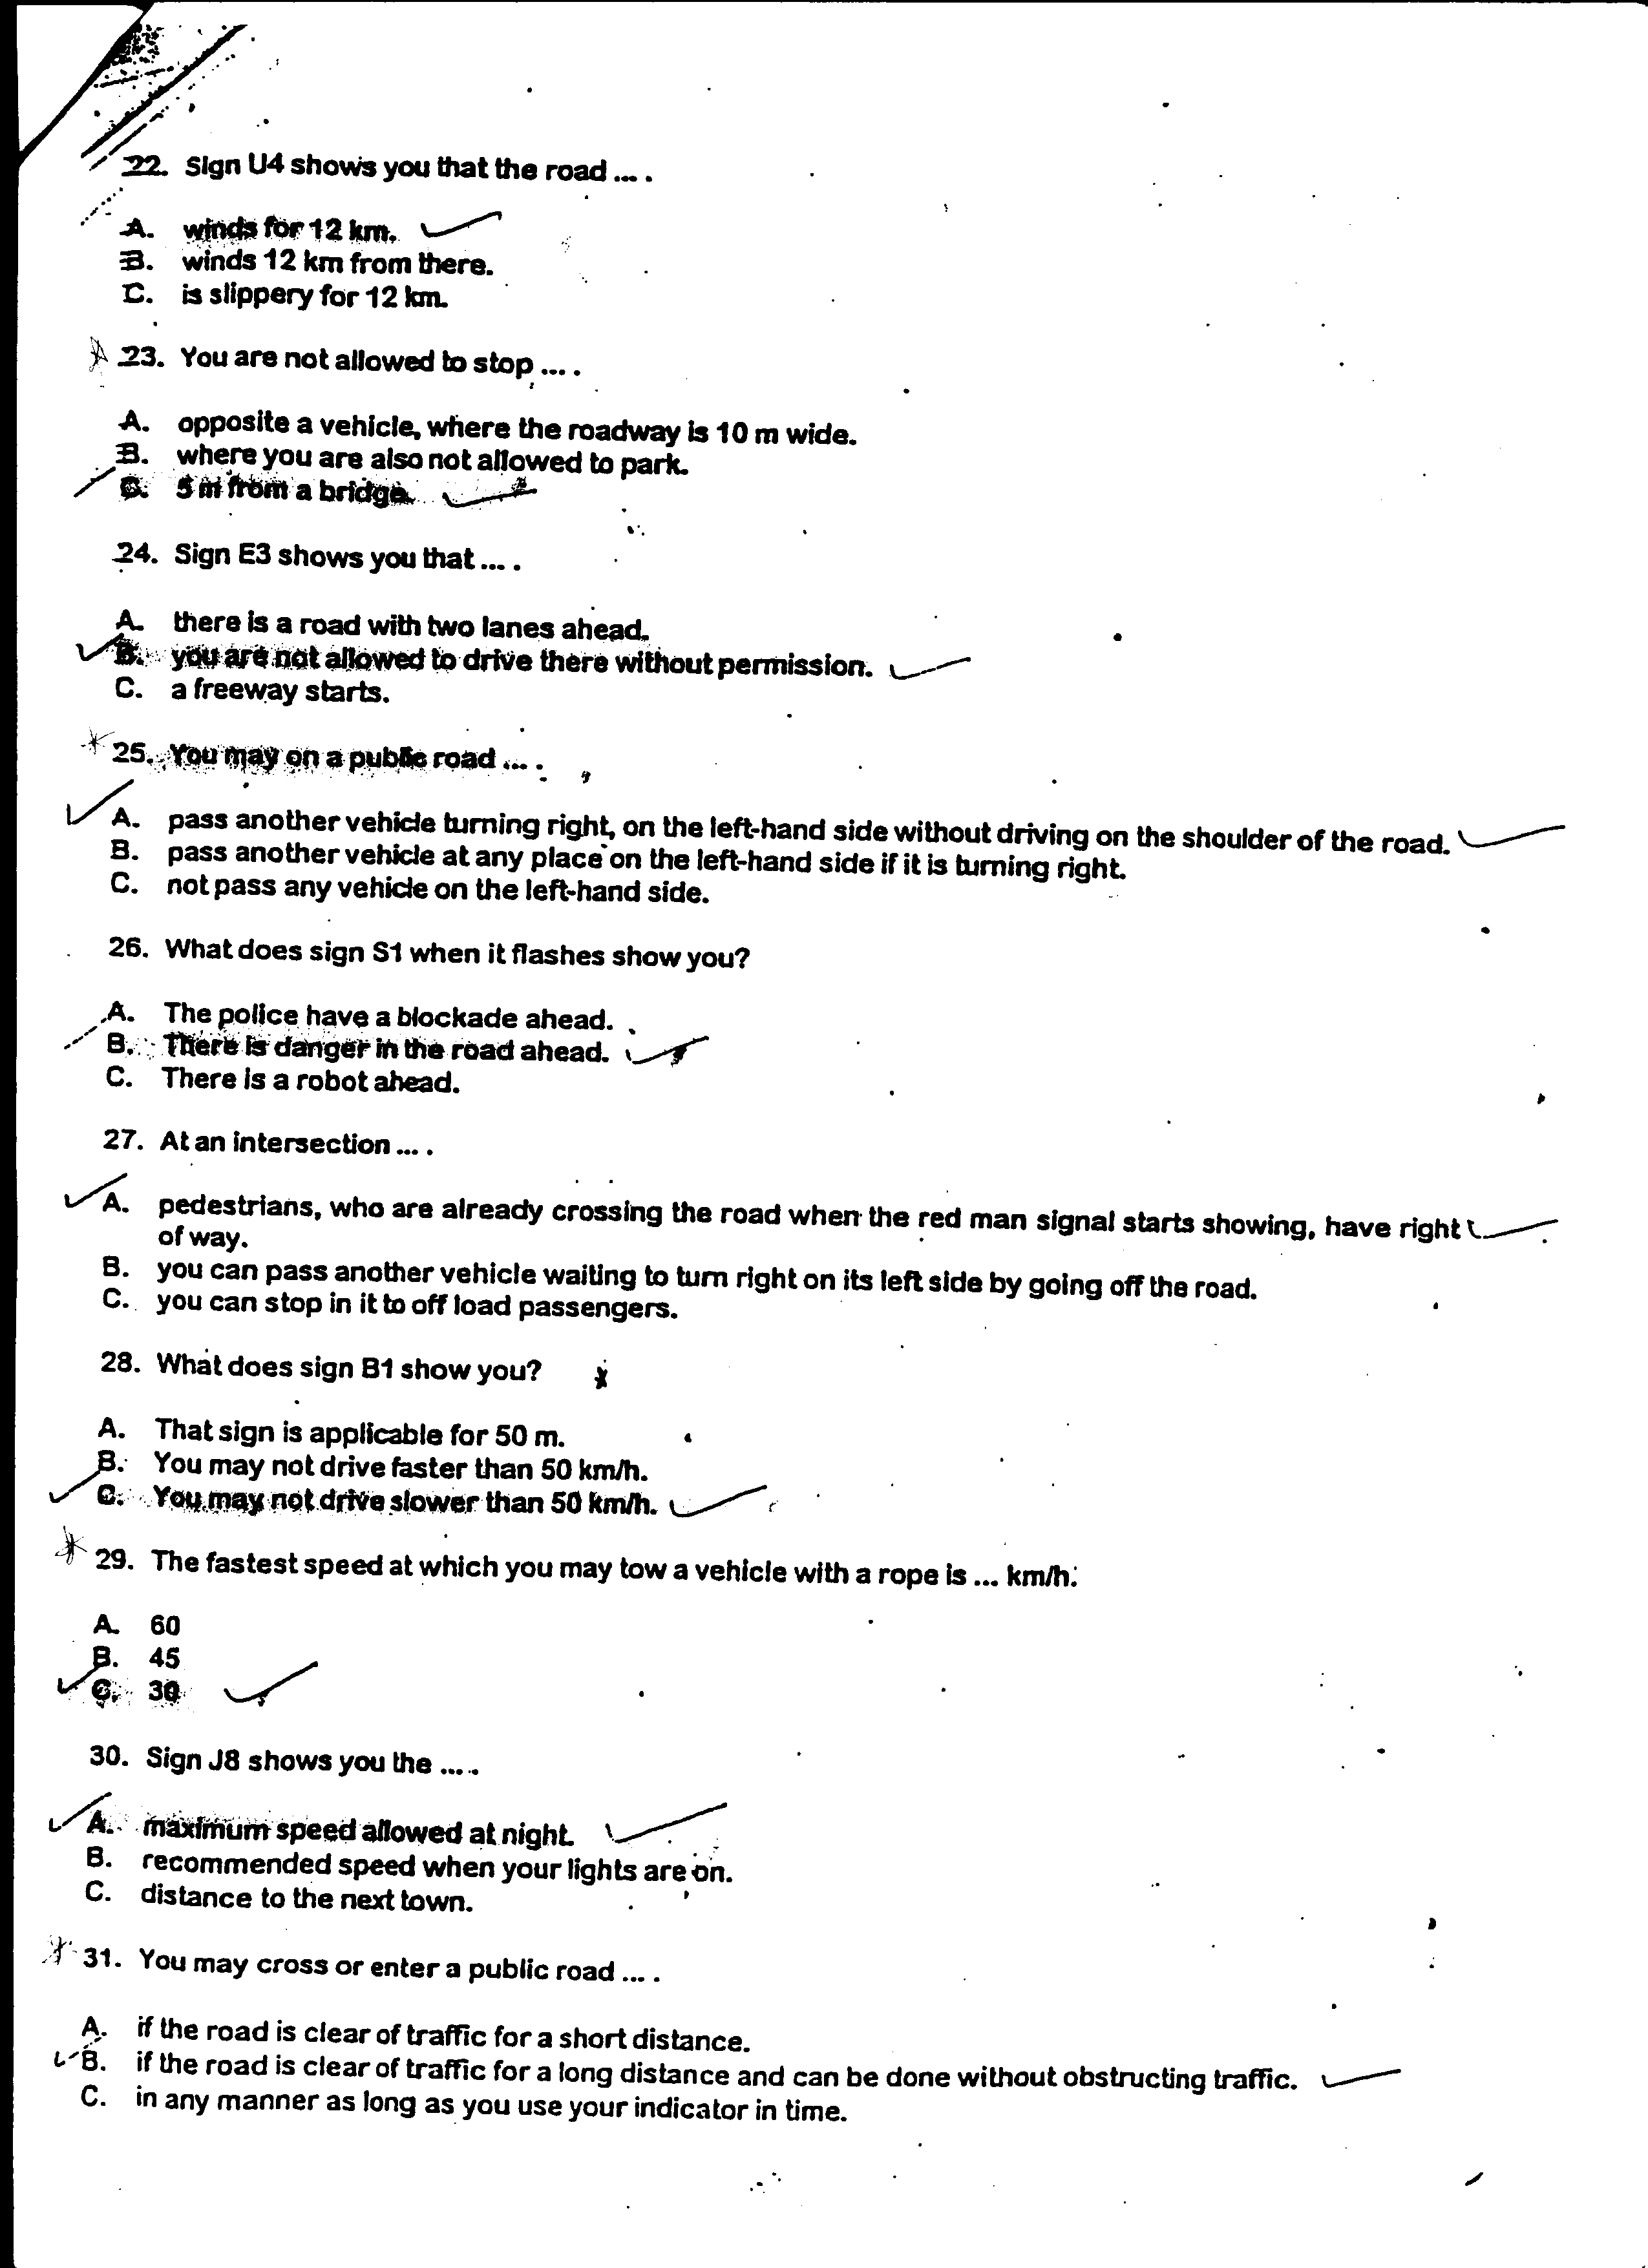 22. Sign U4 shows you that the road ... .
A. winds for 12 km.
B. winds 12 km from there.
C. is slippery for 12 km.
23. You are not allowed to stop ... .
A. opposite a vehicle, where the roadway is 10 m wide.
B. where you are also not allowed to park.
C. 5 m from a bridge.
24. Sign E3 shows you that ... .
A. there is a road with two lanes ahead.
B. you are not allowed to drive there without permission.
C. a freeway starts.
25. You may on a public road ... .
A. pass another vehicle turning right, on the left-hand side without driving on the shoulder of the road.
B. pass another vehicle at any place on the left-hand side if it is turning right.
C. not pass any vehicle on the left-hand side.
26. What does sign S1 when it flashes show you?
A. The police have a blockade ahead.
B. There is danger in the road ahead.
C. There is a robot ahead.
27. At an intersection ... .
A. pedestrians, who are already crossing the road when the red man signal starts showing, have right
of way.
B. you can pass another vehicle waiting to turn right on its left side by going off the road.
C. you can stop in it to off load passengers.
28. What does sign B1 show you?
A. That sign is applicable for 50 m.
B. You may not drive faster than 50 km/h.
C. You may not drive slower than 50 km/h.
29. The fastest speed at which you may tow a vehicle with a rope is ... km/h.
A. 60
B. 45
C. 30
30. Sign J8 shows you the ... .
A. maximum speed allowed at night.
B. recommended speed when your lights are on.
C. distance to the next town.
31. You may cross or enter a public road ... .
A. if the road is clear of traffic for a short distance.
B. if the road is clear of traffic for a long distance and can be done without obstructing traffic.
C. in any manner as long as you use your indicator in time.